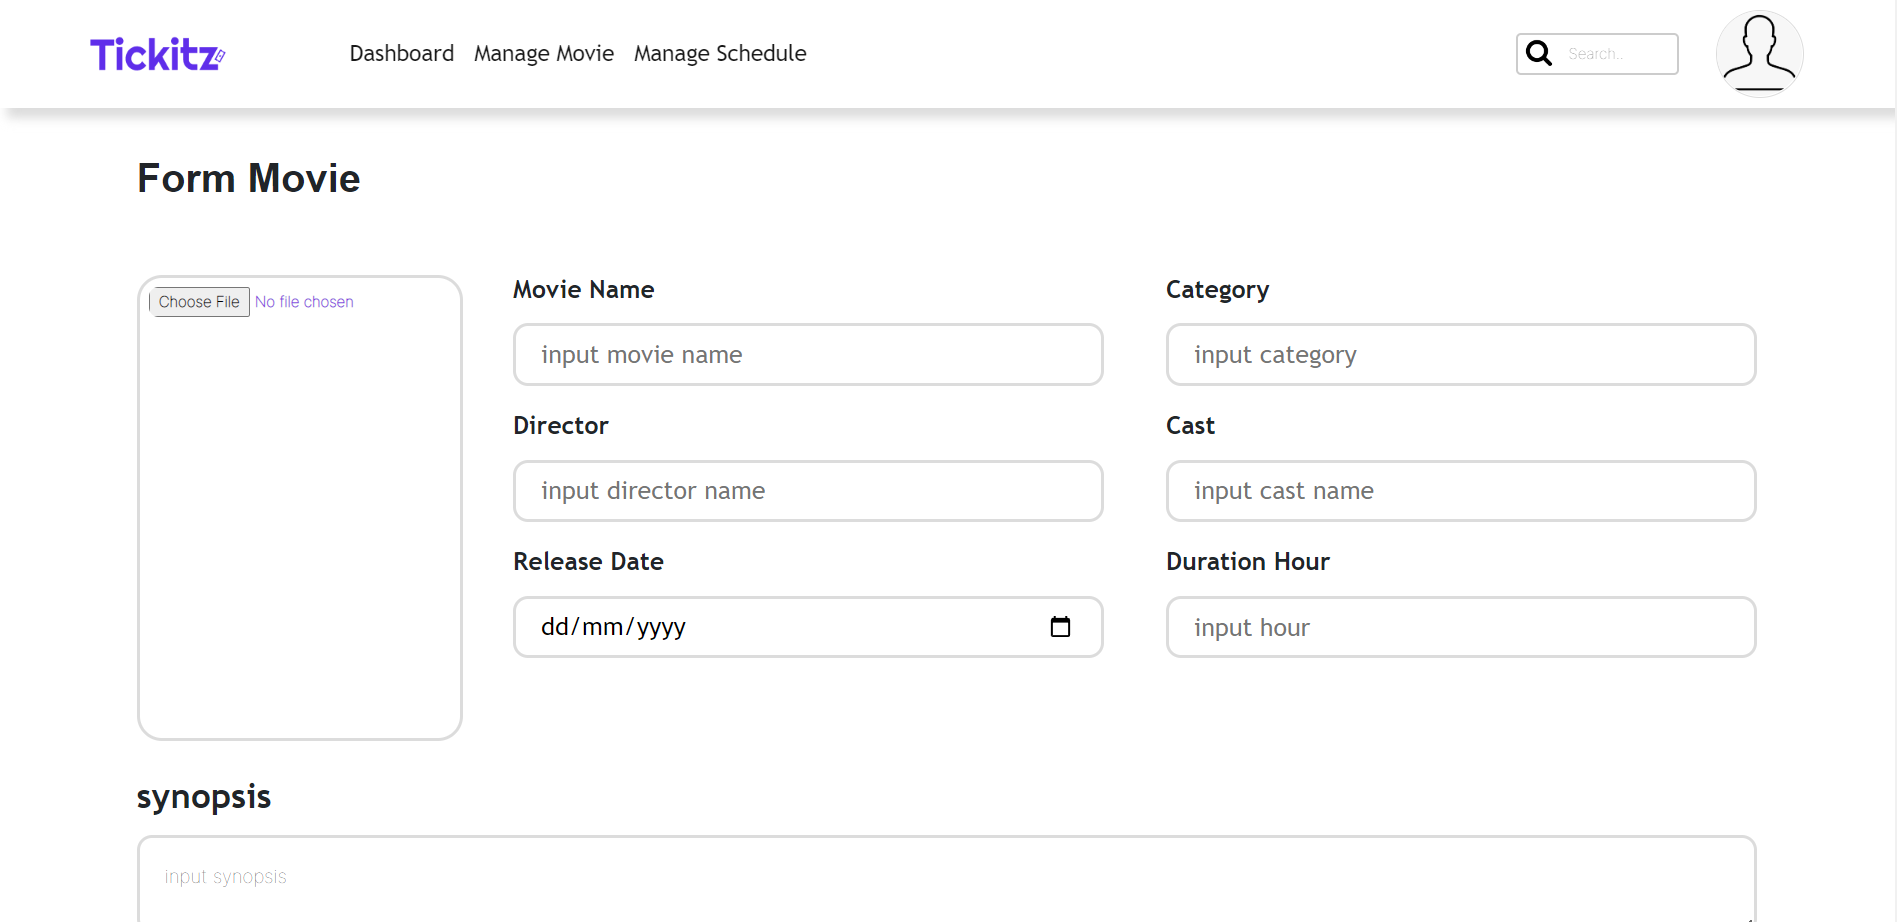 Tickitz
Dashboard Manage Movie Manage Schedule
Search..
Form Movie
Choose File No file chosen
Movie Name
input movie name
Category
input category
Director
input director name
Cast
input cast name
Release Date
dd/mm/yyyy
Duration Hour
input hour
synopsis
input synopsis